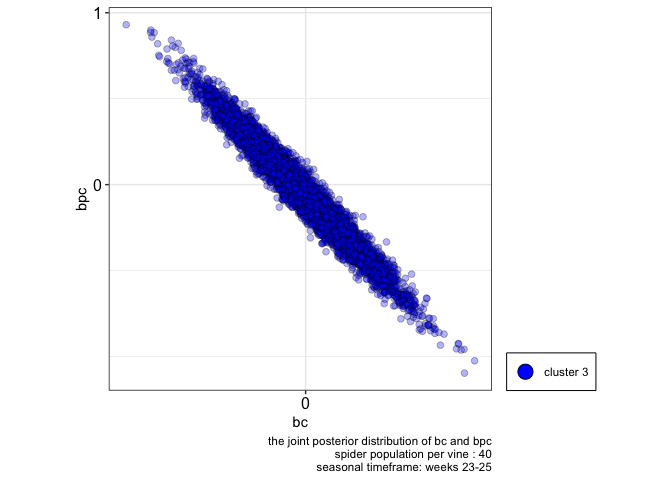 1
0
bpc
0
bc
cluster 3
the joint posterior distribution of bc and bpc
spider population per vine : 40
seasonal timeframe: weeks 23-25